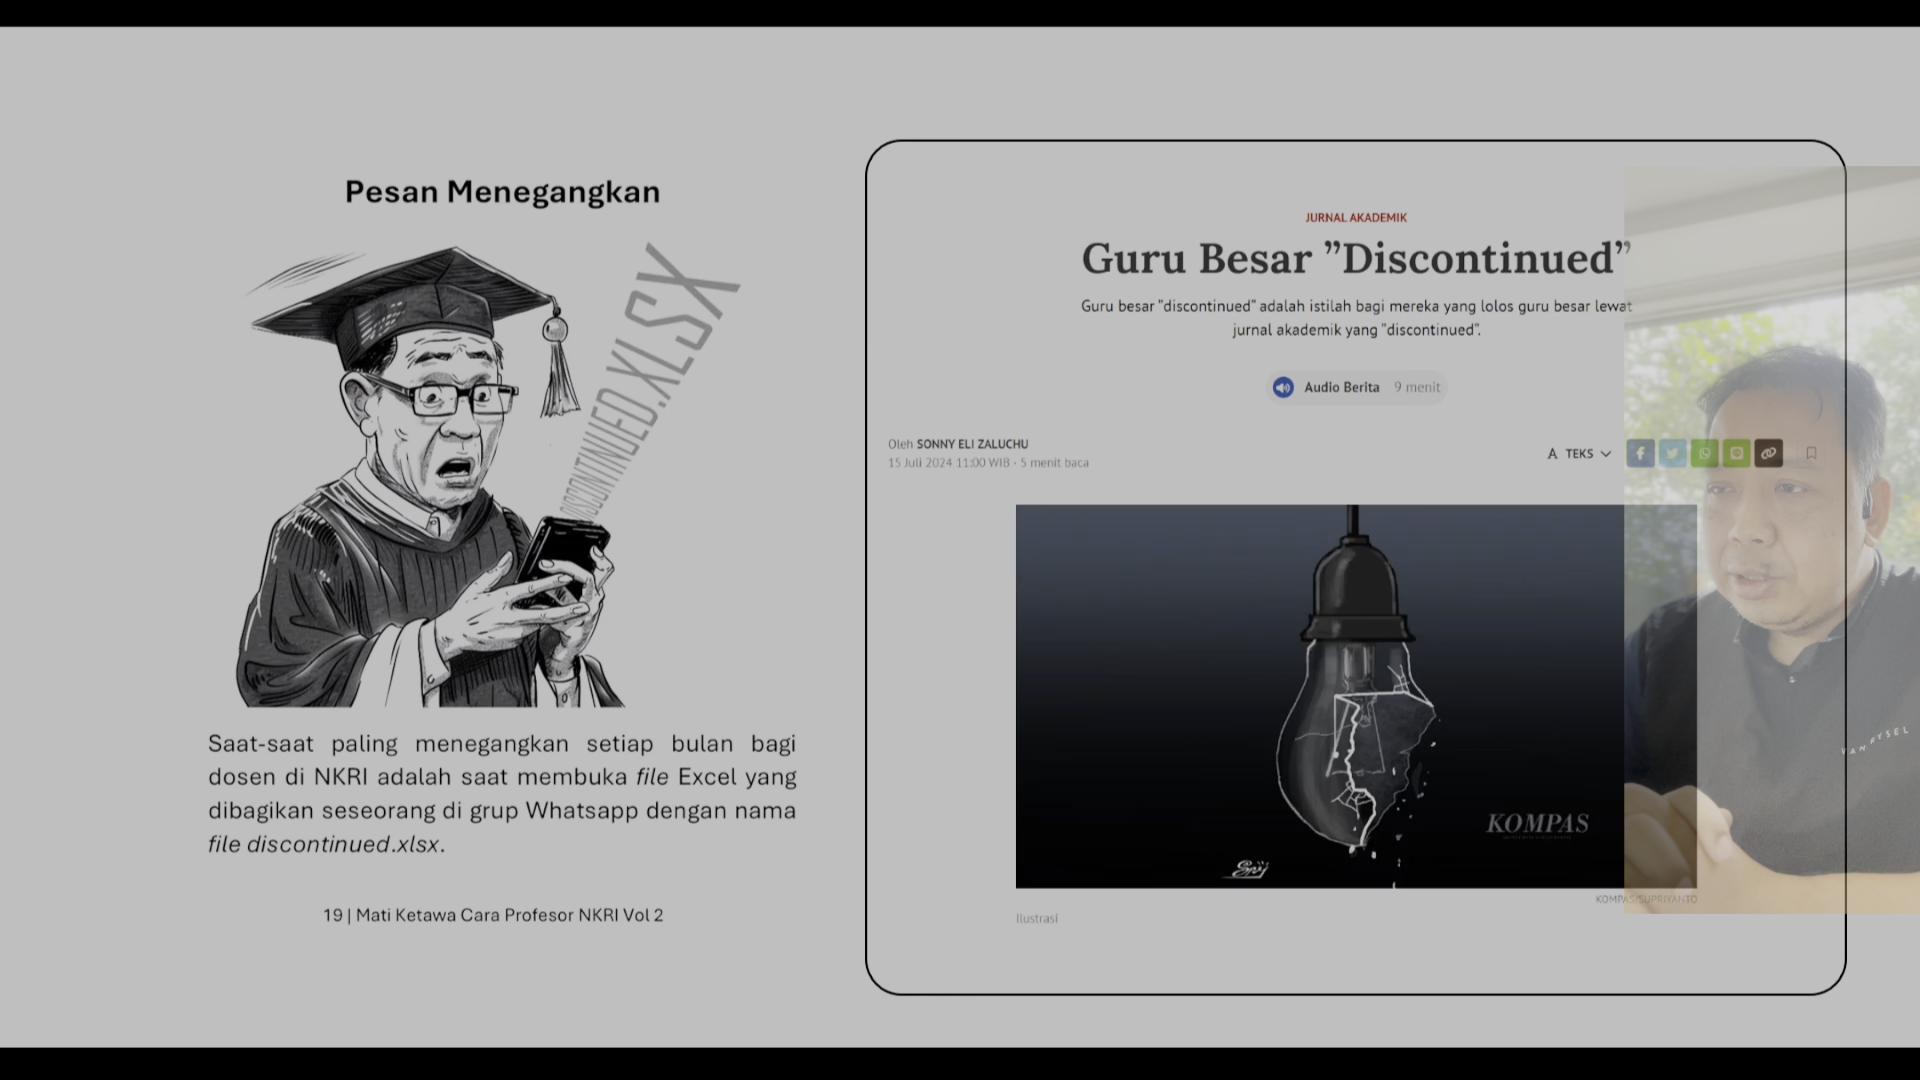 Pesan Menegangkan
DISCONTINUED.XLSX
Saat-saat paling menegangkan setiap bulan bagi
dosen di NKRI adalah saat membuka file Excel yang
dibagikan seseorang di grup Whatsapp dengan nama
file discontinued.xlsx.
19 | Mati Ketawa Cara Profesor NKRI Vol 2
JURNAL AKADEMIK
Guru Besar ”Discontinued”
Guru besar "discontinued" adalah istilah bagi mereka yang lolos guru besar lewat
jurnal akademik yang "discontinued".
Audio Berita 9 menit
Oleh SONNY ELI ZALUCHU
15 Juli 2024 11:00 WIB · 5 menit baca
A TEKS
KOMPAS
KOMPAS/SUPRIYANTO
Ilustrasi
VAN RYSEL